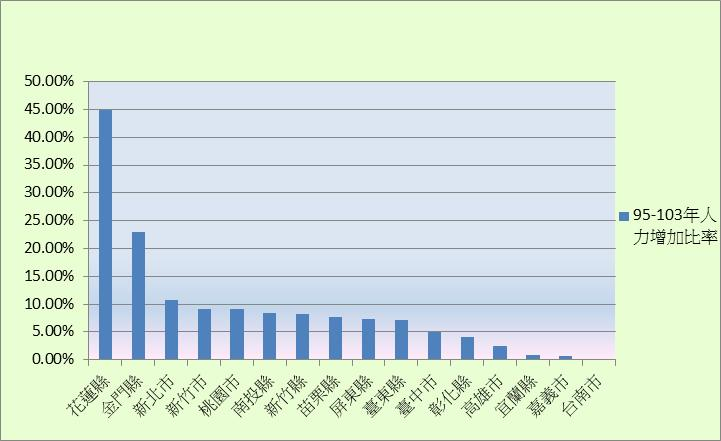 50.00%
45.00%
40.00%
35.00%
30.00%
25.00%
20.00%
15.00%
10.00%
5.00%
0.00%
花蓮縣
金門縣
新北市
新竹市
桃園市
南投縣
新竹縣
苗栗縣
屏東縣
臺東縣
臺中市
彰化縣
高雄市
宜蘭縣
嘉義市
台南市
95-103年人
力增加比率